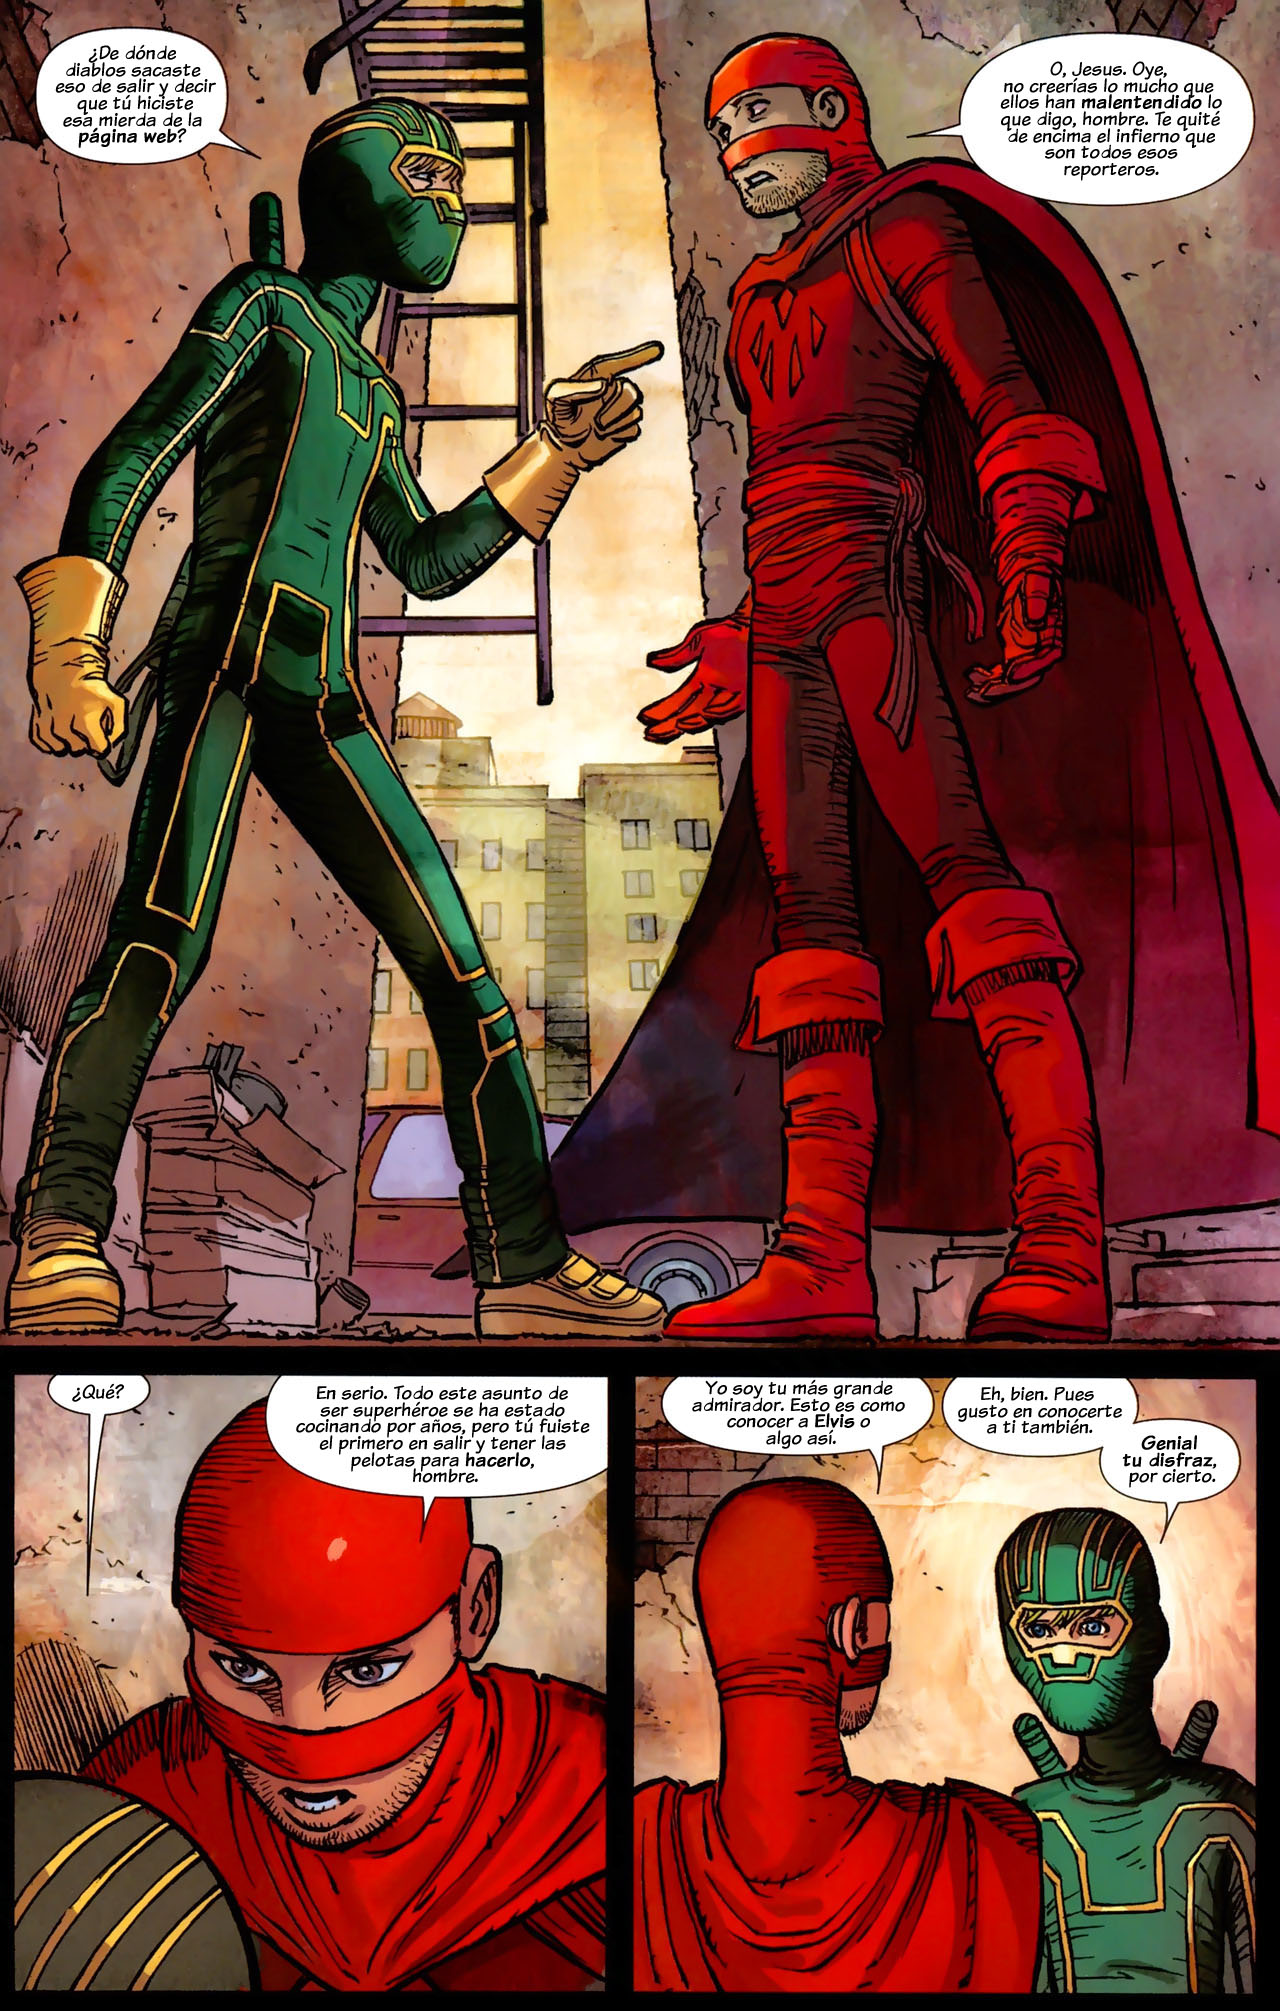 ¿De dónde
diablos sacaste
eso de salir y decir
que tú hiciste
esa mierda de la
página web?
O, Jesus. Oye,
no creerías lo mucho que
ellos han malentendido lo
que digo, hombre. Te quité
de encima el infierno que
son todos esos
reporteros.
¿Qué?
En serio. Todo este asunto de
ser superhéroe se ha estado
cocinando por años, pero tú fuiste
el primero en salir y tener las
pelotas para hacerlo,
hombre.
Yo soy tu más grande
admirador. Esto es como
conocer a Elvis o
algo así.
Eh, bien. Pues
gusto en conocerte
a ti también.
Genial
tu disfraz,
por cierto.